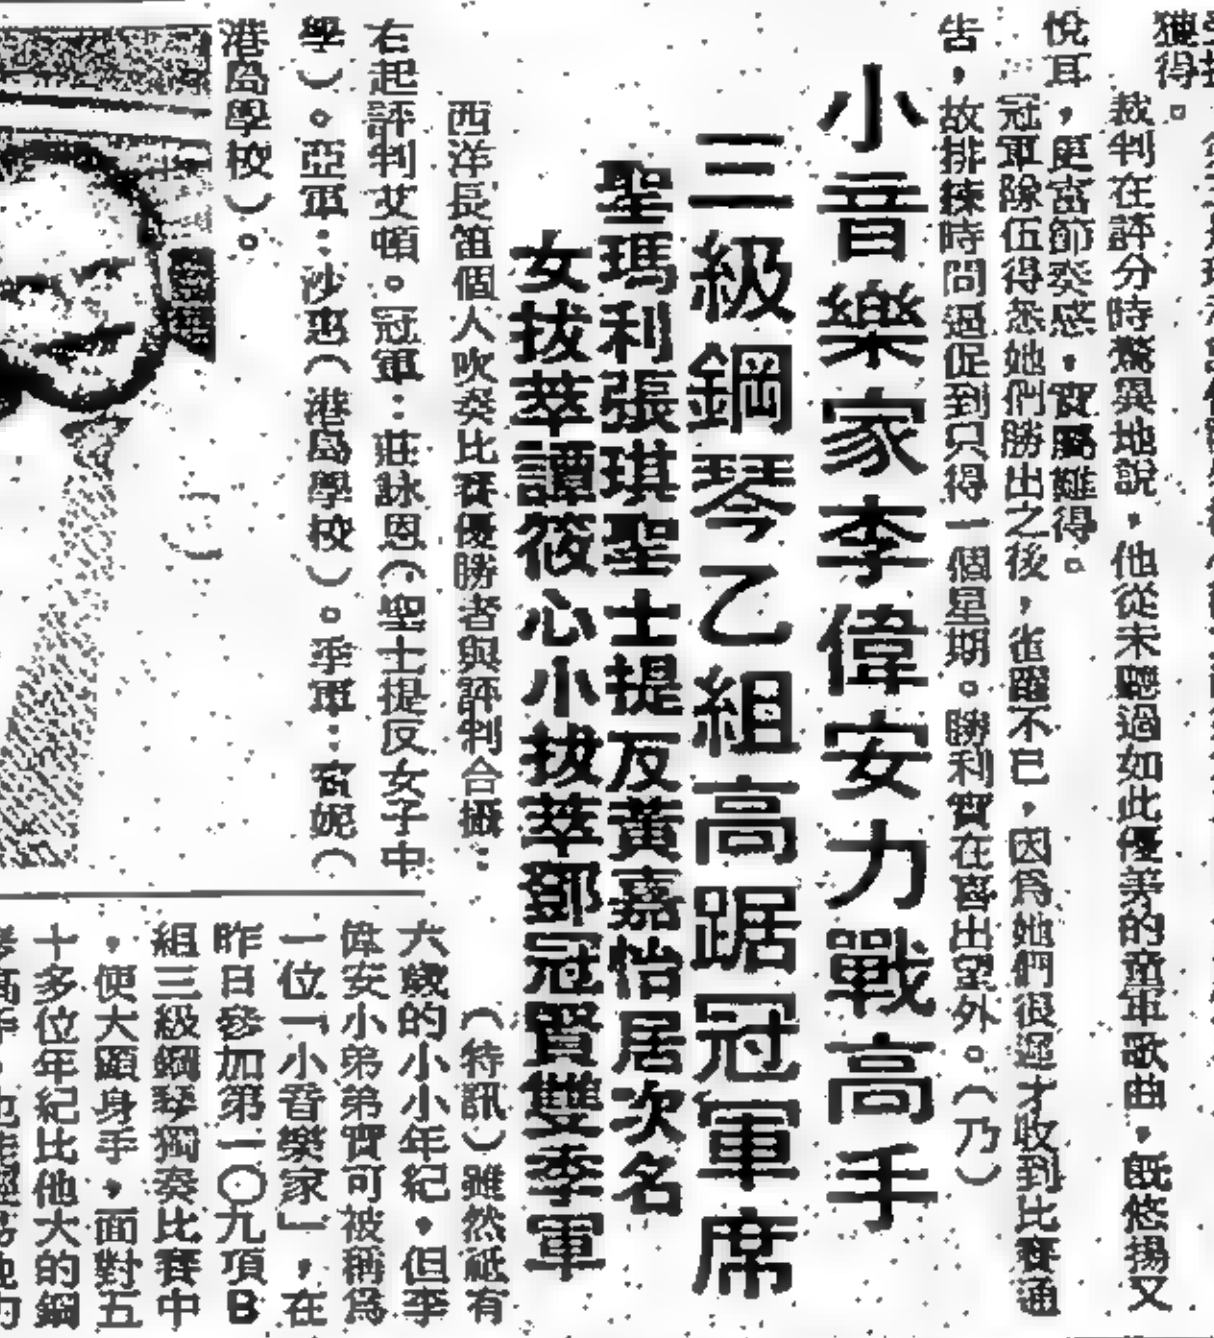 獲得。
裁判在評分時驚異地說，他從未聽過如此優美的童軍歌曲，既悠揚又
悅耳，更富節奏感，實屬難得。
冠軍隊伍得悉她們勝出之後，雀躍不已，因爲她們很遲才收到比賽通
告，故排練時間過促到只得一個星期。勝利實在喜出望外。（乃）
小音樂家李偉安力戰高手
三級鋼琴乙組高踞冠軍席
聖瑪利張琪聖士提反黃嘉怡居次名
女拔萃譚筱心小拔萃鄧冠賢雙季軍
西洋長笛個人吹奏比賽優勝者與評判合攝：
右起評判艾頓。冠軍：莊詠恩（聖士提反女子中
學）。亞軍：沙惠（港島學校）。季軍：宮妮（
港島學校）。
（特訊）雖然祗有
六歲的小小年紀，但李
偉安小弟弟實可被稱爲
一位「小音樂家」，在
昨日參加第一〇九項B
組三級鋼琴獨奏比賽中
，便大顯身手，面對五
十多位年紀比他大的鋼